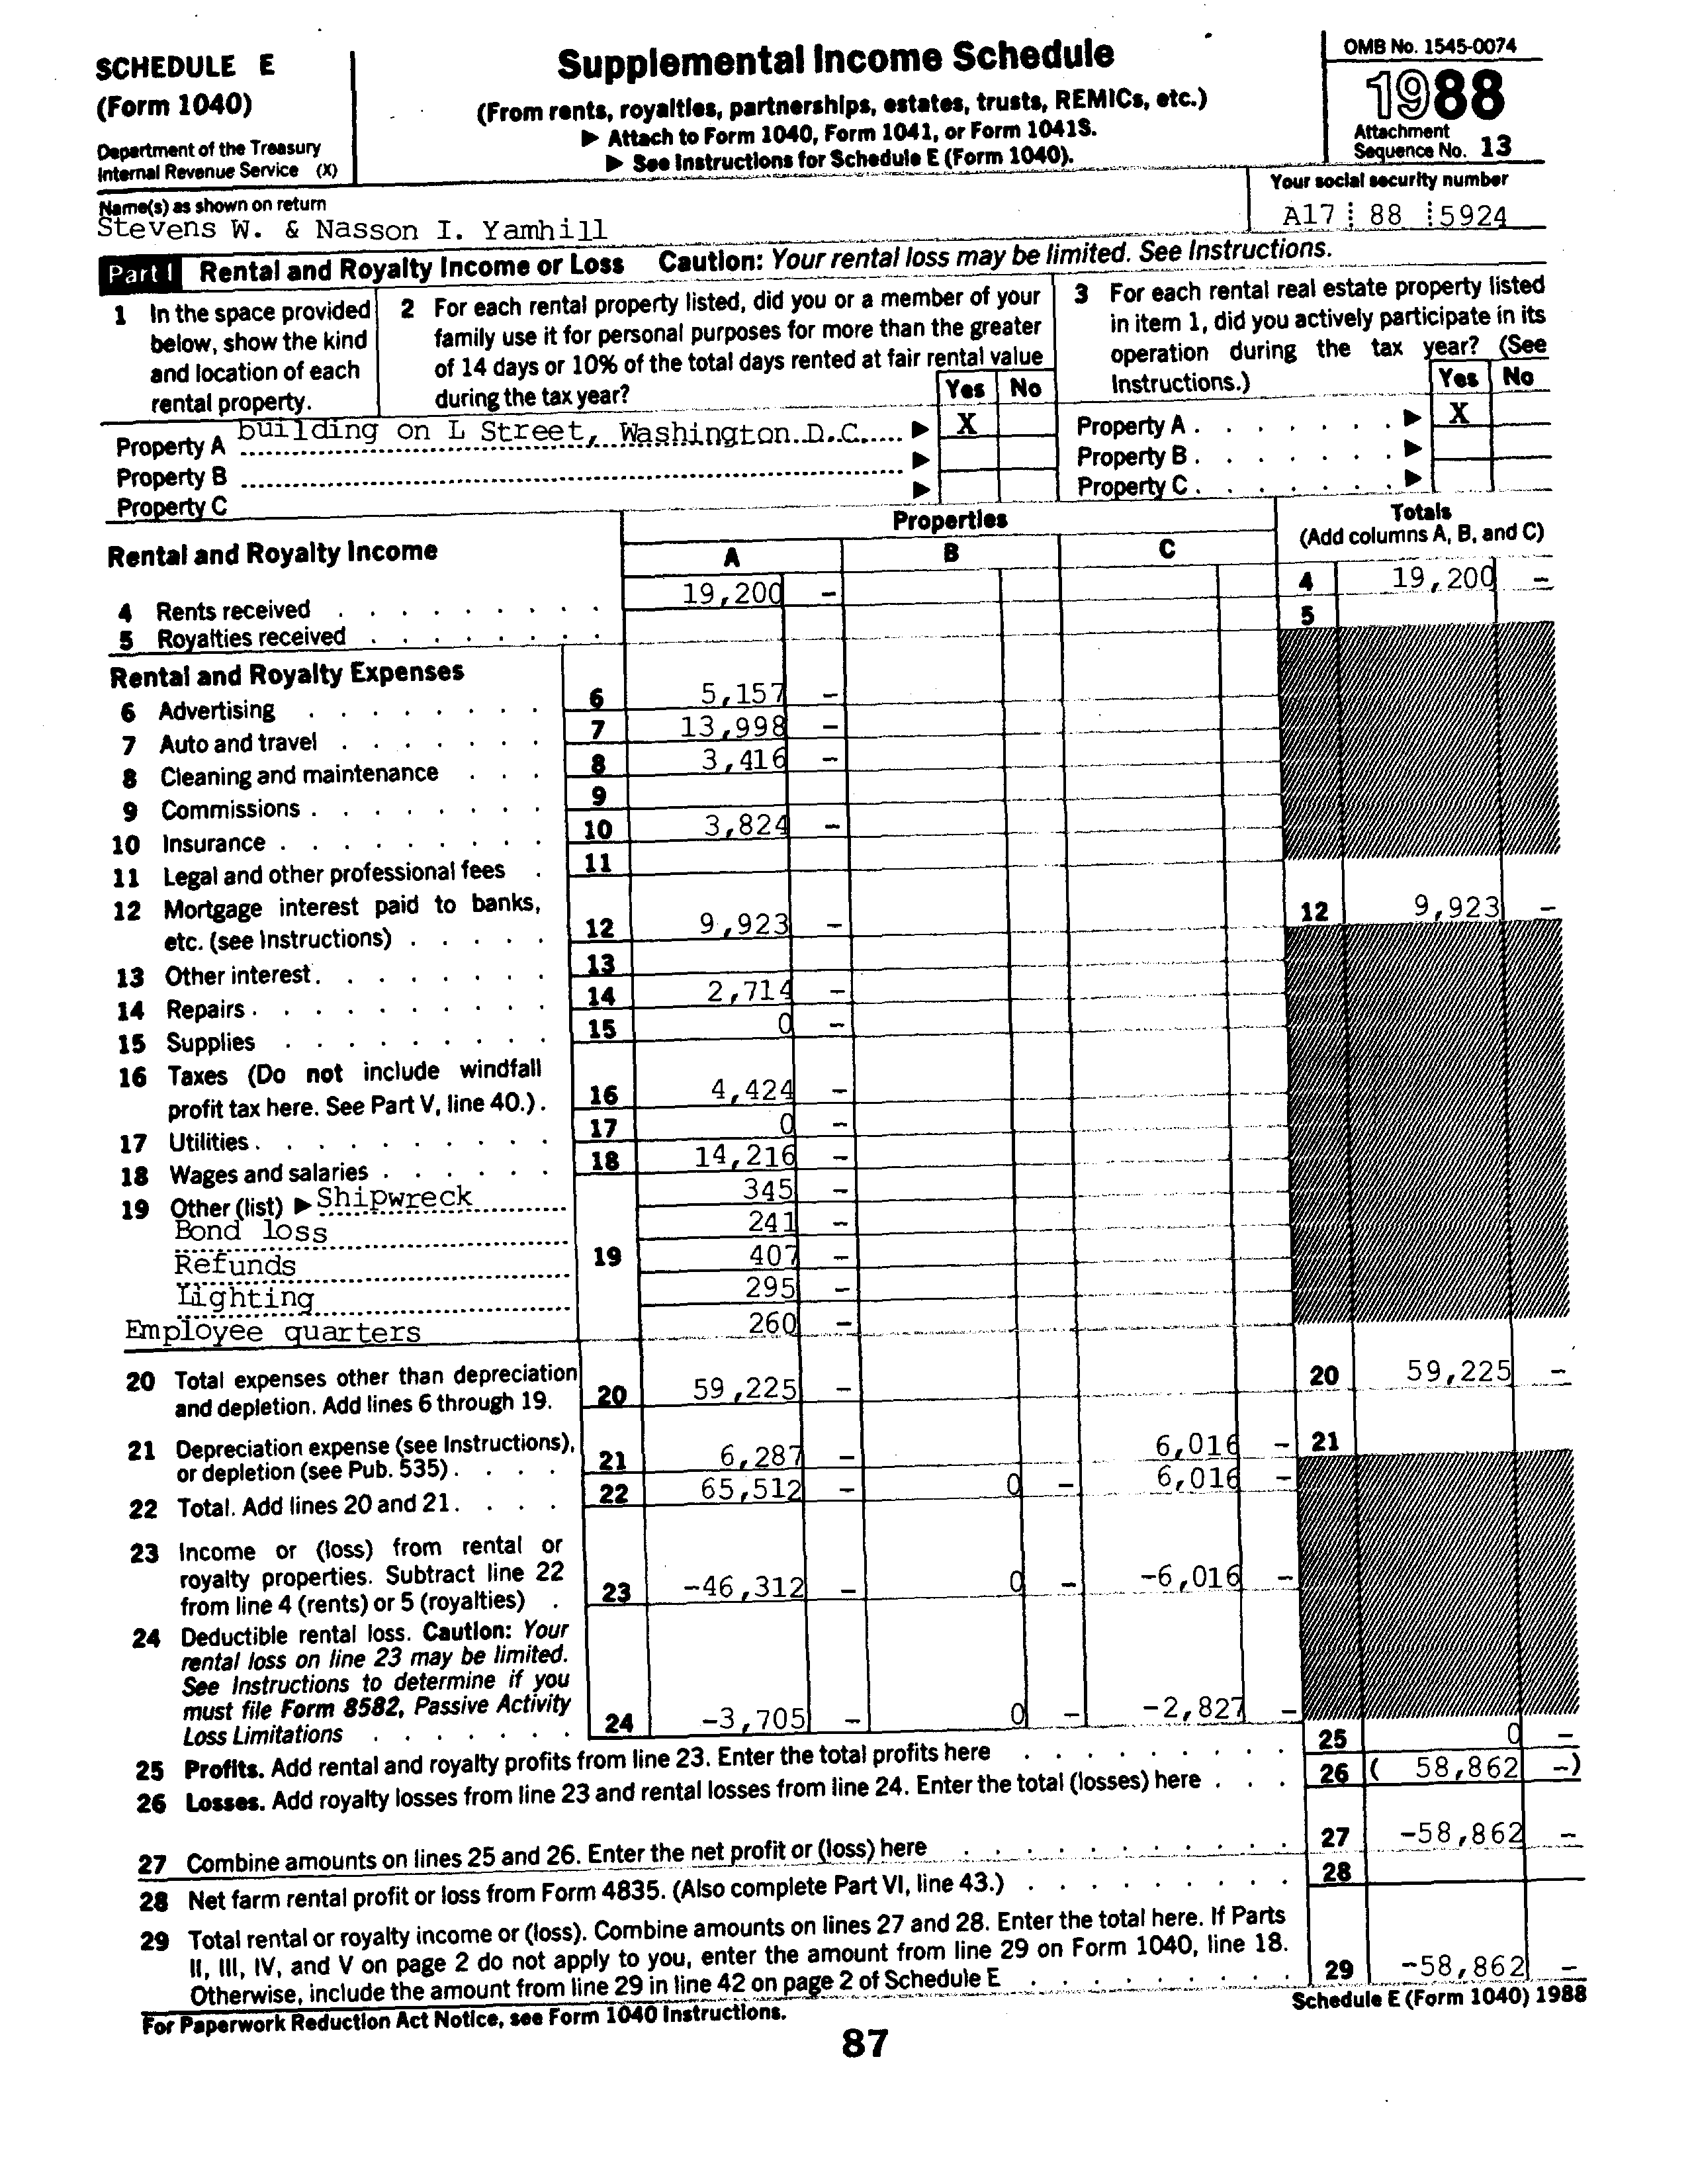 SCHEDULE E
(Form 1040)
Department of the Treasury
Internal Revenue Service (X)
Supplemental Income Schedule
(From rents, royalties, partnerships, estates, trusts, REMICs, etc.)
▶ Attach to Form 1040, Form 1041, or Form 1041S.
▶ See Instructions for Schedule E (Form 1040).
OMB No. 1545-0074
1988
Attachment
Sequence No. 13
Name(s) as shown on return
Stevens W. & Nasson I. Yamhill
Your social security number
A17 88 5924
Part I Rental and Royalty Income or Loss Caution: Your rental loss may be limited. See Instructions.
1 In the space provided
below, show the kind
and location of each
rental property.
2 For each rental property listed, did you or a member of your
family use it for personal purposes for more than the greater
of 14 days or 10% of the total days rented at fair rental value
during the tax year?
Yes No
3 For each rental real estate property listed
in item 1, did you actively participate in its
operation during the tax year? (See
Instructions.)
Yes No
Property A building on L Street, Washington D.C. ▶ X
Property B ▶
Property C ▶
Property A ▶ X
Property B ▶
Property C ▶
Rental and Royalty Income
Properties
A B C
Totals
(Add columns A, B, and C)
4 Rents received 19,200 – 4 19,200 –
5 Royalties received 5
Rental and Royalty Expenses
6 Advertising 6 5,157 –
7 Auto and travel 7 13,998 –
8 Cleaning and maintenance 8 3,416 –
9 Commissions 9
10 Insurance 10 3,824 –
11 Legal and other professional fees 11
12 Mortgage interest paid to banks,
etc. (see Instructions) 12 9,923 – 12 9,923 –
13 Other interest 13
14 Repairs 14 2,714 –
15 Supplies 15 0 –
16 Taxes (Do not include windfall
profit tax here. See Part V, line 40.) 16 4,424 –
17 Utilities 17 0 –
18 Wages and salaries 18 14,216 –
19 Other (list) ▶ Shipwreck 345 –
Bond loss 241 –
Refunds 19 407 –
Lighting 295 –
Employee quarters 260 –
20 Total expenses other than depreciation
and depletion. Add lines 6 through 19. 20 59,225 – 20 59,225 –
21 Depreciation expense (see Instructions),
or depletion (see Pub. 535) 21 6,287 – 6,016 – 21
22 Total. Add lines 20 and 21. 22 65,512 – 0 – 6,016 –
23 Income or (loss) from rental or
royalty properties. Subtract line 22
from line 4 (rents) or 5 (royalties) 23 -46,312 – 0 – -6,016 –
24 Deductible rental loss. Caution: Your
rental loss on line 23 may be limited.
See Instructions to determine if you
must file Form 8582, Passive Activity
Loss Limitations 24 -3,705 – 0 – -2,827 –
25 Profits. Add rental and royalty profits from line 23. Enter the total profits here 25 0 –
26 Losses. Add royalty losses from line 23 and rental losses from line 24. Enter the total (losses) here 26 ( 58,862 –)
27 Combine amounts on lines 25 and 26. Enter the net profit or (loss) here 27 -58,862 –
28 Net farm rental profit or loss from Form 4835. (Also complete Part VI, line 43.) 28
29 Total rental or royalty income or (loss). Combine amounts on lines 27 and 28. Enter the total here. If Parts
II, III, IV, and V on page 2 do not apply to you, enter the amount from line 29 on Form 1040, line 18.
Otherwise, include the amount from line 29 in line 42 on page 2 of Schedule E 29 -58,862 –
For Paperwork Reduction Act Notice, see Form 1040 Instructions.
Schedule E (Form 1040) 1988
87